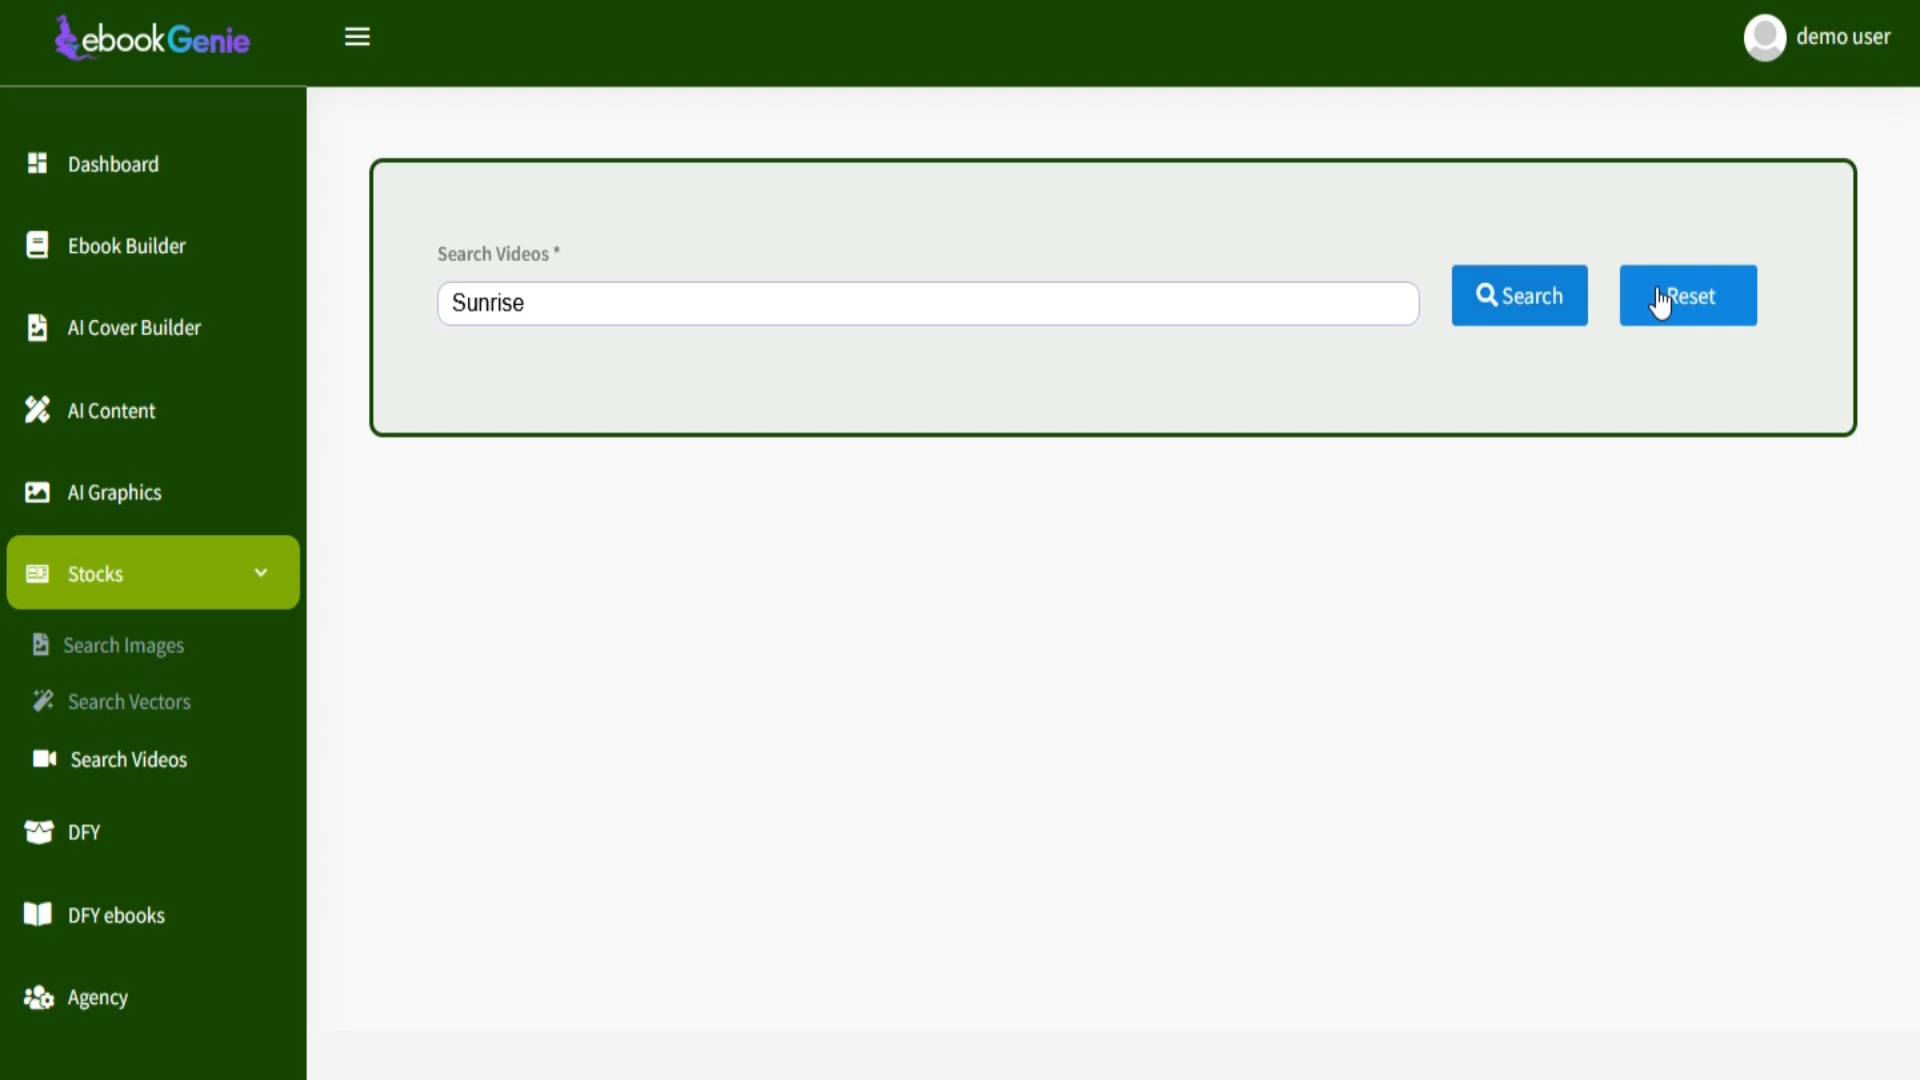 ebookGenie
demo user
Dashboard
Ebook Builder
AI Cover Builder
AI Content
AI Graphics
Stocks
Search Images
Search Vectors
Search Videos
DFY
DFY ebooks
Agency
Search Videos *
Sunrise
Search
Reset